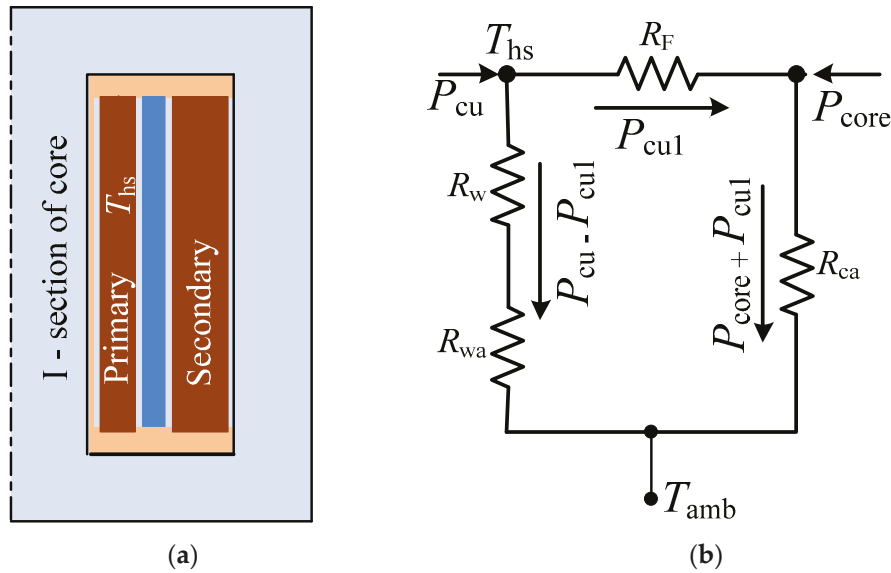 I - section of core
Primary
T_hs
Secondary
(a)
T_hs
R_F
P_cu
P_cu1
P_core
R_w
P_cu - P_cu1
R_wa
P_core + P_cu1
R_ca
T_amb
(b)